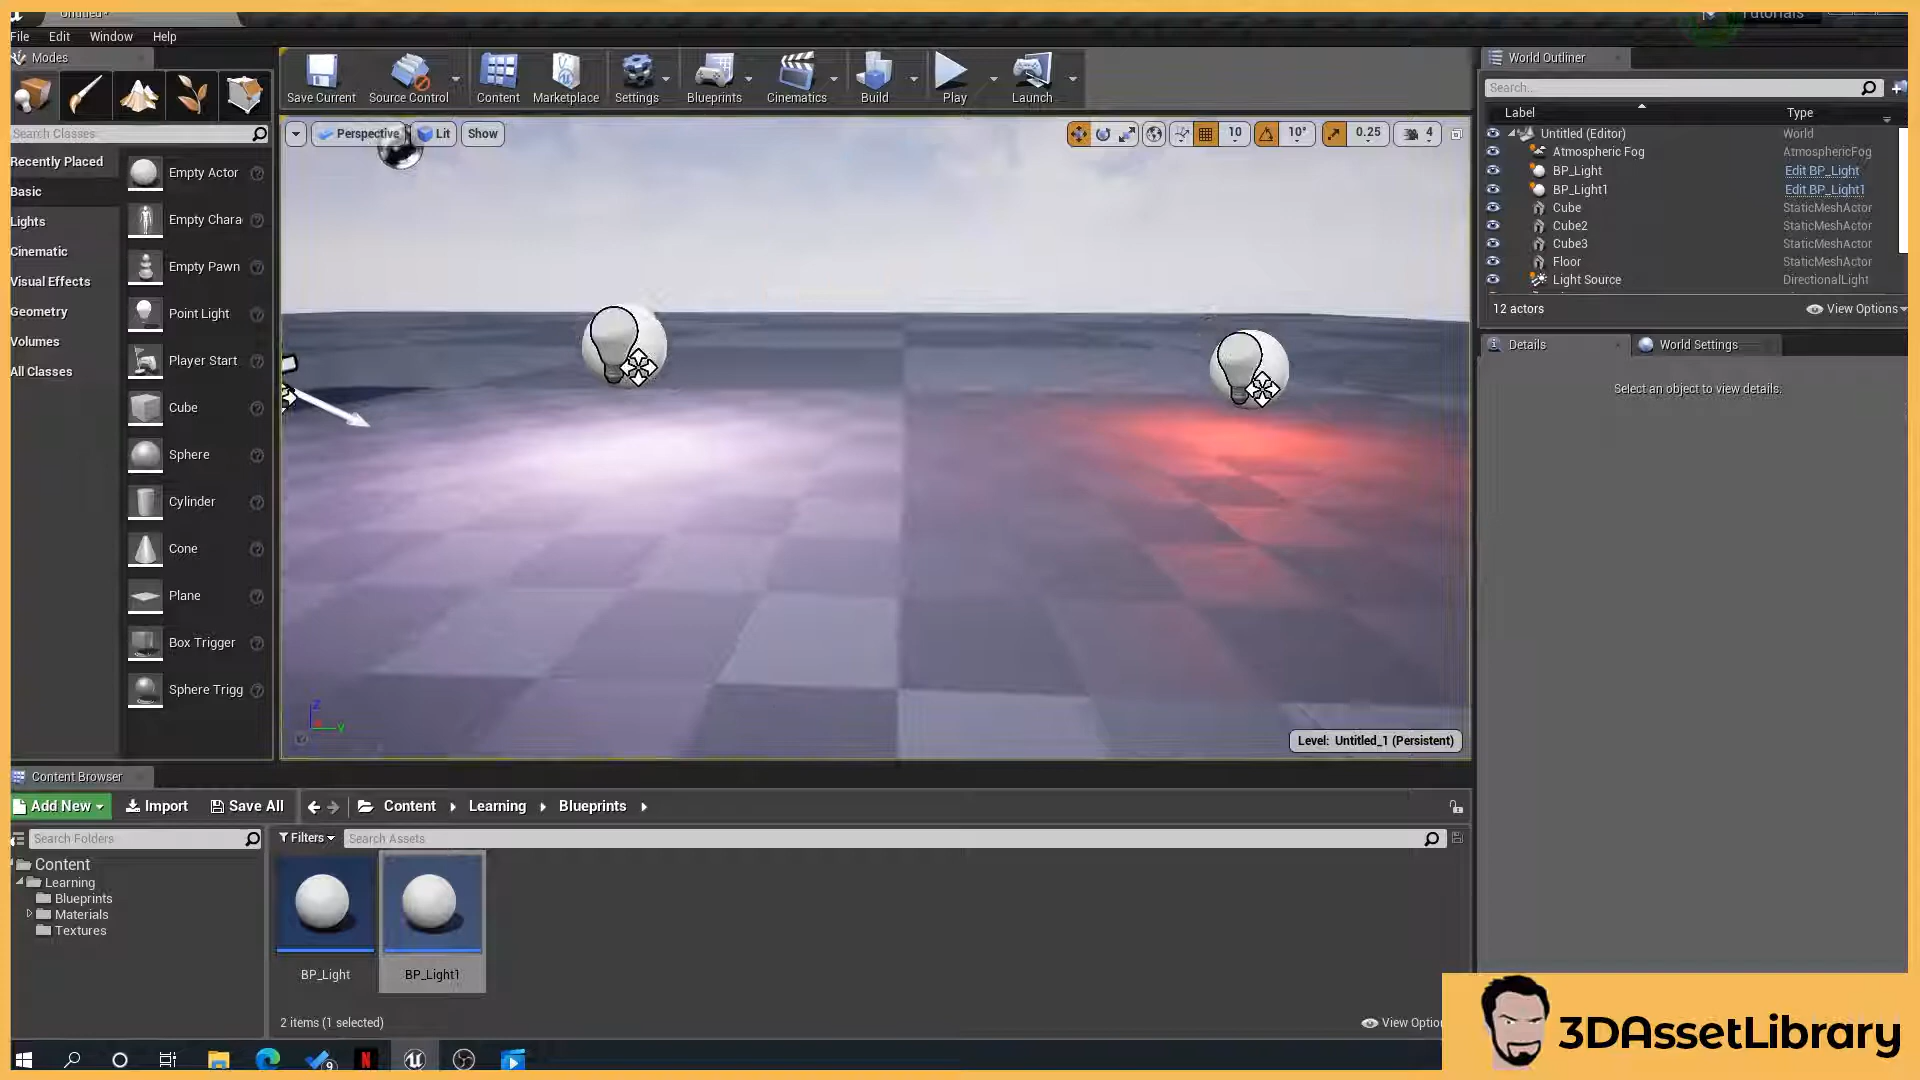 Untitled*
Tutorials
File Edit Window Help
Modes
Search Classes
Recently Placed
Basic
Lights
Cinematic
Visual Effects
Geometry
Volumes
All Classes
Empty Actor
Empty Chara
Empty Pawn
Point Light
Player Start
Cube
Sphere
Cylinder
Cone
Plane
Box Trigger
Sphere Trigg
Save Current Source Control Content Marketplace Settings Blueprints Cinematics Build Play Launch
Perspective Lit Show
10 10° 0.25 4
Z
Y
Level: Untitled_1 (Persistent)
World Outliner
Search...
Label Type
Untitled (Editor) World
Atmospheric Fog AtmosphericFog
BP_Light Edit BP_Light
BP_Light1 Edit BP_Light1
Cube StaticMeshActor
Cube2 StaticMeshActor
Cube3 StaticMeshActor
Floor StaticMeshActor
Light Source DirectionalLight
12 actors View Options
Details World Settings
Select an object to view details.
Content Browser
Add New Import Save All Content Learning Blueprints
Search Folders
Filters Search Assets
Content
Learning
Blueprints
Materials
Textures
BP_Light BP_Light1
2 items (1 selected) View Optio
9
3DAssetLibrary